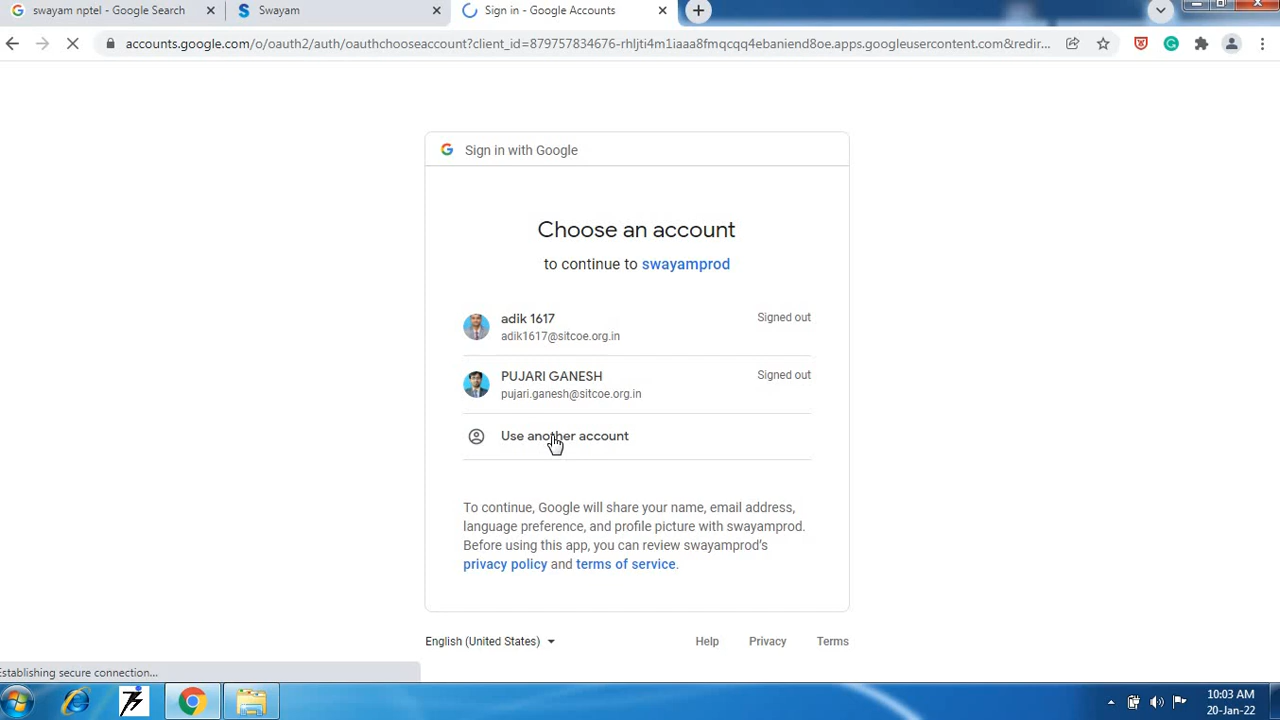 swayam nptel - Google Search
Swayam
Sign in - Google Accounts
accounts.google.com/o/oauth2/auth/oauthchooseaccount?client_id=879757834676-rhljti4m1iaaa8fmqcqq4ebaniend8oe.apps.googleusercontent.com&redir...
Sign in with Google
Choose an account
to continue to swayamprod
adik 1617
Signed out
adik1617@sitcoe.org.in
PUJARI GANESH
Signed out
pujari.ganesh@sitcoe.org.in
Use another account
To continue, Google will share your name, email address,
language preference, and profile picture with swayamprod.
Before using this app, you can review swayamprod's
privacy policy and terms of service.
English (United States)
Help
Privacy
Terms
Establishing secure connection...
10:03 AM
20-Jan-22